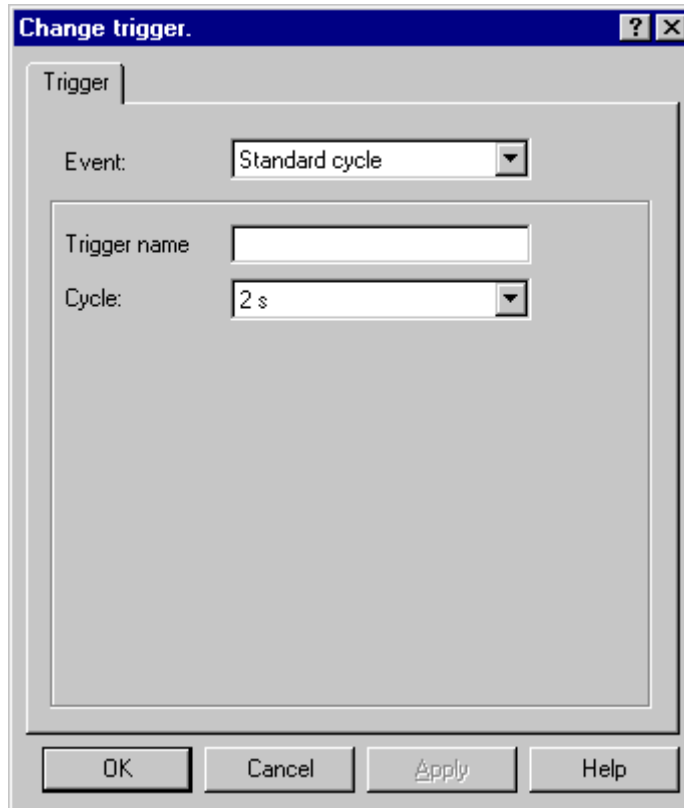 Change trigger.
Trigger
Event: Standard cycle
Trigger name
Cycle: 2 s
OK Cancel Apply Help